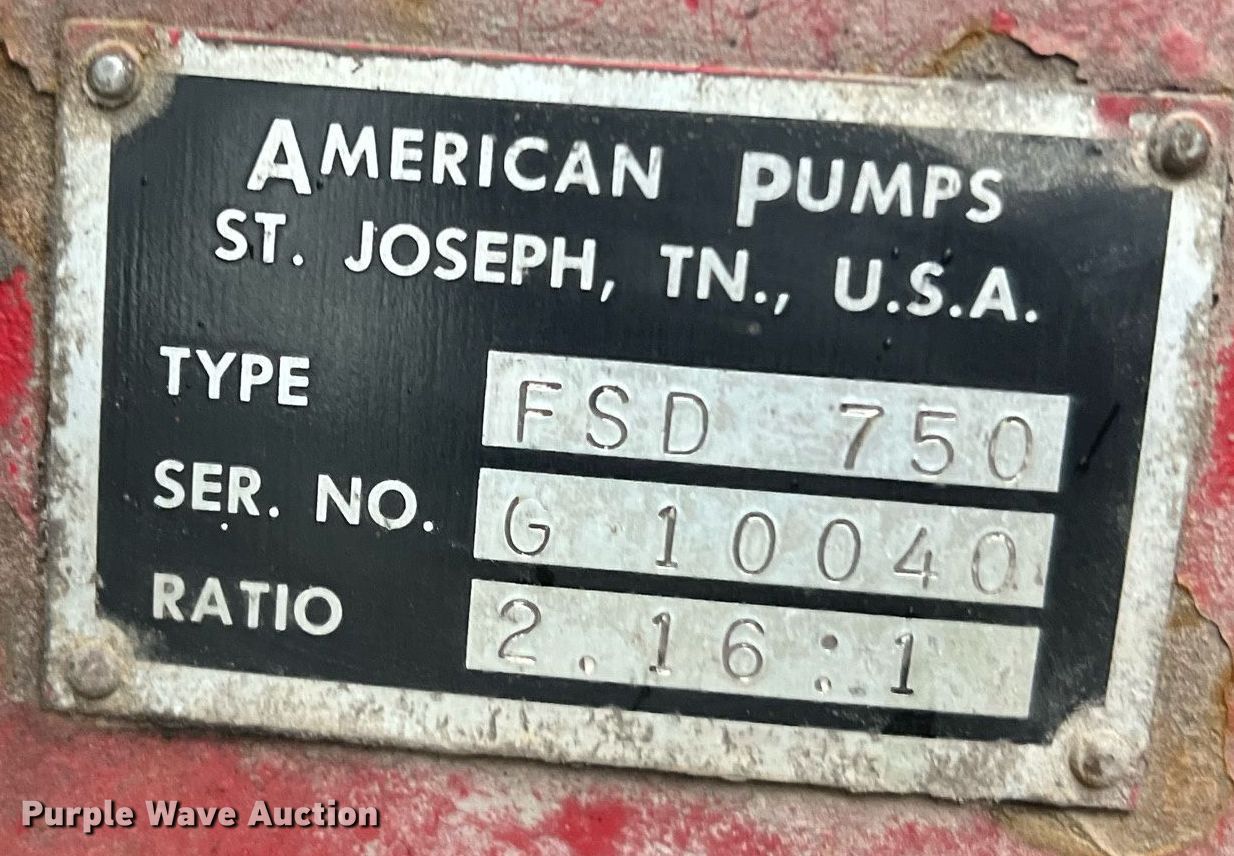 AMERICAN PUMPS
ST. JOSEPH, TN., U.S.A.
TYPE FSD 750
SER. NO. G 10040
RATIO 2.16:1
Purple Wave Auction